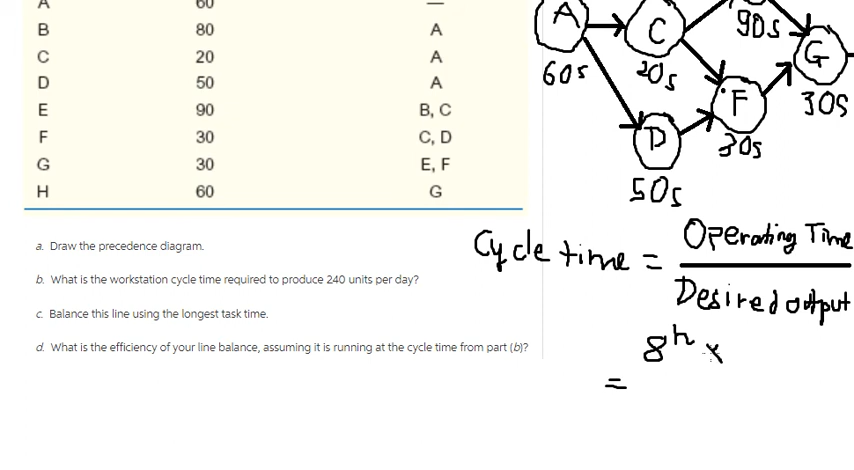 A 60 —
B 80 A
C 20 A
D 50 A
E 90 B, C
F 30 C, D
G 30 E, F
H 60 G
a. Draw the precedence diagram.
b. What is the workstation cycle time required to produce 240 units per day?
c. Balance this line using the longest task time.
d. What is the efficiency of your line balance, assuming it is running at the cycle time from part (b)?
A
60s
C
20s
90s
G
30s
F
30s
D
50s
Cycle time = Operating Time
Desired output
= 8h x